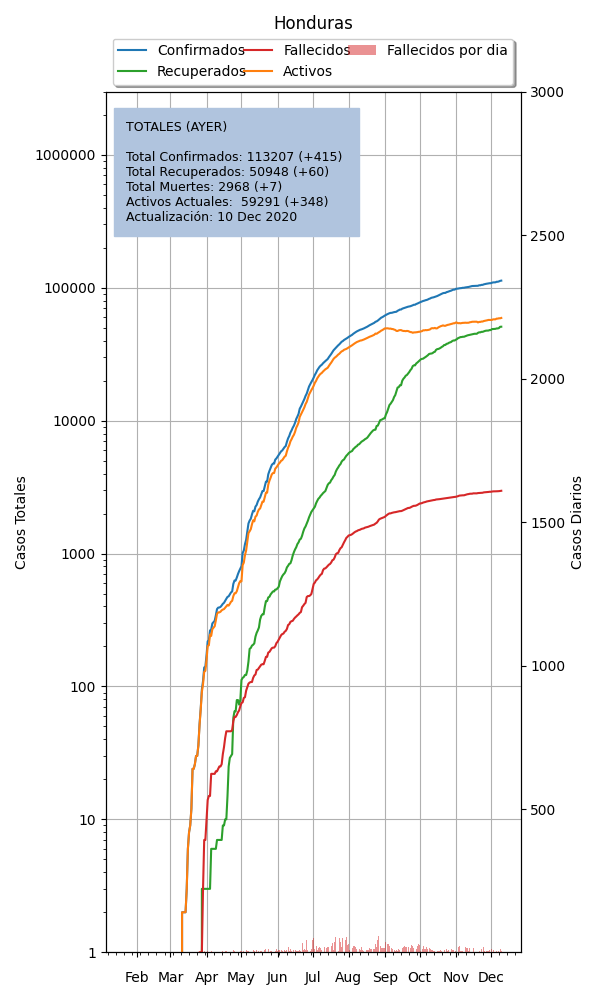 Honduras
Confirmados Fallecidos Fallecidos por dia
Recuperados Activos
TOTALES (AYER)
Total Confirmados: 113207 (+415)
Total Recuperados: 50948 (+60)
Total Muertes: 2968 (+7)
Activos Actuales:  59291 (+348)
Actualización: 10 Dec 2020
Casos Totales
1000000
100000
10000
1000
100
10
1
3000
2500
2000
1500
1000
500
Casos Diarios
Feb Mar Apr May Jun Jul Aug Sep Oct Nov Dec